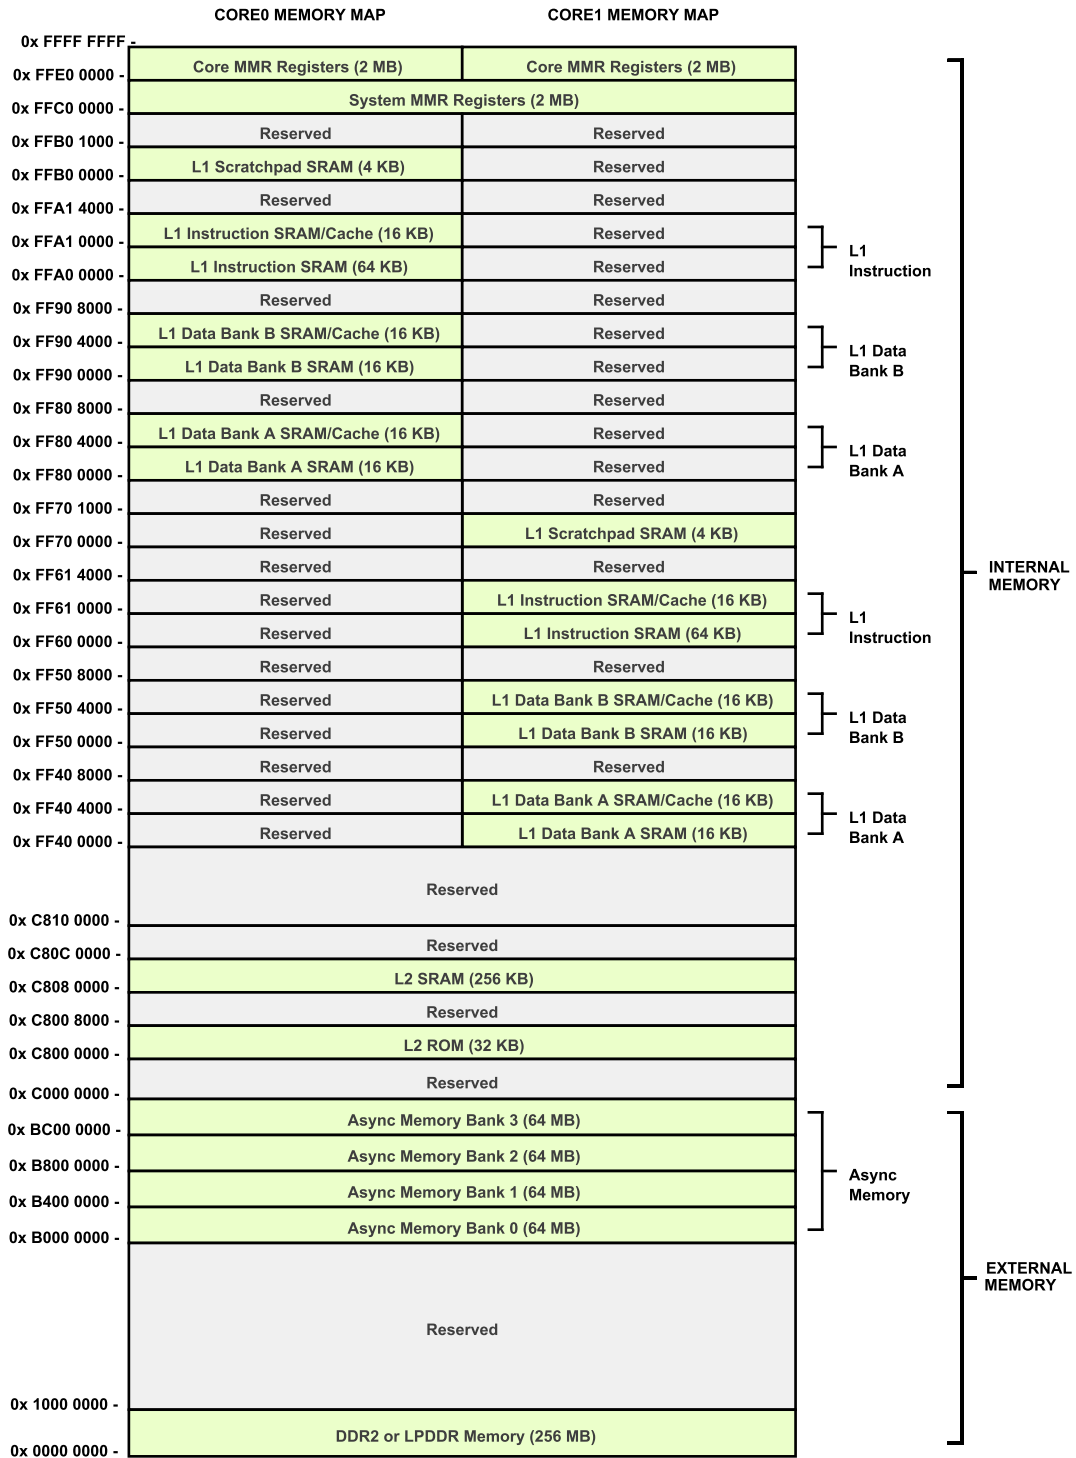 CORE0 MEMORY MAP CORE1 MEMORY MAP
0x FFFF FFFF -
Core MMR Registers (2 MB) Core MMR Registers (2 MB)
0x FFE0 0000 -
System MMR Registers (2 MB)
0x FFC0 0000 -
Reserved Reserved
0x FFB0 1000 -
L1 Scratchpad SRAM (4 KB) Reserved
0x FFB0 0000 -
Reserved Reserved
0x FFA1 4000 -
L1 Instruction SRAM/Cache (16 KB) Reserved
0x FFA1 0000 -
L1
Instruction
L1 Instruction SRAM (64 KB) Reserved
0x FFA0 0000 -
Reserved Reserved
0x FF90 8000 -
L1 Data Bank B SRAM/Cache (16 KB) Reserved
0x FF90 4000 -
L1 Data
Bank B
L1 Data Bank B SRAM (16 KB) Reserved
0x FF90 0000 -
Reserved Reserved
0x FF80 8000 -
L1 Data Bank A SRAM/Cache (16 KB) Reserved
0x FF80 4000 -
L1 Data
Bank A
L1 Data Bank A SRAM (16 KB) Reserved
0x FF80 0000 -
Reserved Reserved
0x FF70 1000 -
Reserved L1 Scratchpad SRAM (4 KB)
0x FF70 0000 -
Reserved Reserved
0x FF61 4000 -
INTERNAL
MEMORY
Reserved L1 Instruction SRAM/Cache (16 KB)
0x FF61 0000 -
L1
Instruction
Reserved L1 Instruction SRAM (64 KB)
0x FF60 0000 -
Reserved Reserved
0x FF50 8000 -
Reserved L1 Data Bank B SRAM/Cache (16 KB)
0x FF50 4000 -
L1 Data
Bank B
Reserved L1 Data Bank B SRAM (16 KB)
0x FF50 0000 -
Reserved Reserved
0x FF40 8000 -
Reserved L1 Data Bank A SRAM/Cache (16 KB)
0x FF40 4000 -
L1 Data
Bank A
Reserved L1 Data Bank A SRAM (16 KB)
0x FF40 0000 -
Reserved
0x C810 0000 -
Reserved
0x C80C 0000 -
L2 SRAM (256 KB)
0x C808 0000 -
Reserved
0x C800 8000 -
L2 ROM (32 KB)
0x C800 0000 -
Reserved
0x C000 0000 -
Async Memory Bank 3 (64 MB)
0x BC00 0000 -
Async Memory Bank 2 (64 MB)
0x B800 0000 -
Async
Memory
Async Memory Bank 1 (64 MB)
0x B400 0000 -
Async Memory Bank 0 (64 MB)
0x B000 0000 -
EXTERNAL
MEMORY
Reserved
0x 1000 0000 -
DDR2 or LPDDR Memory (256 MB)
0x 0000 0000 -